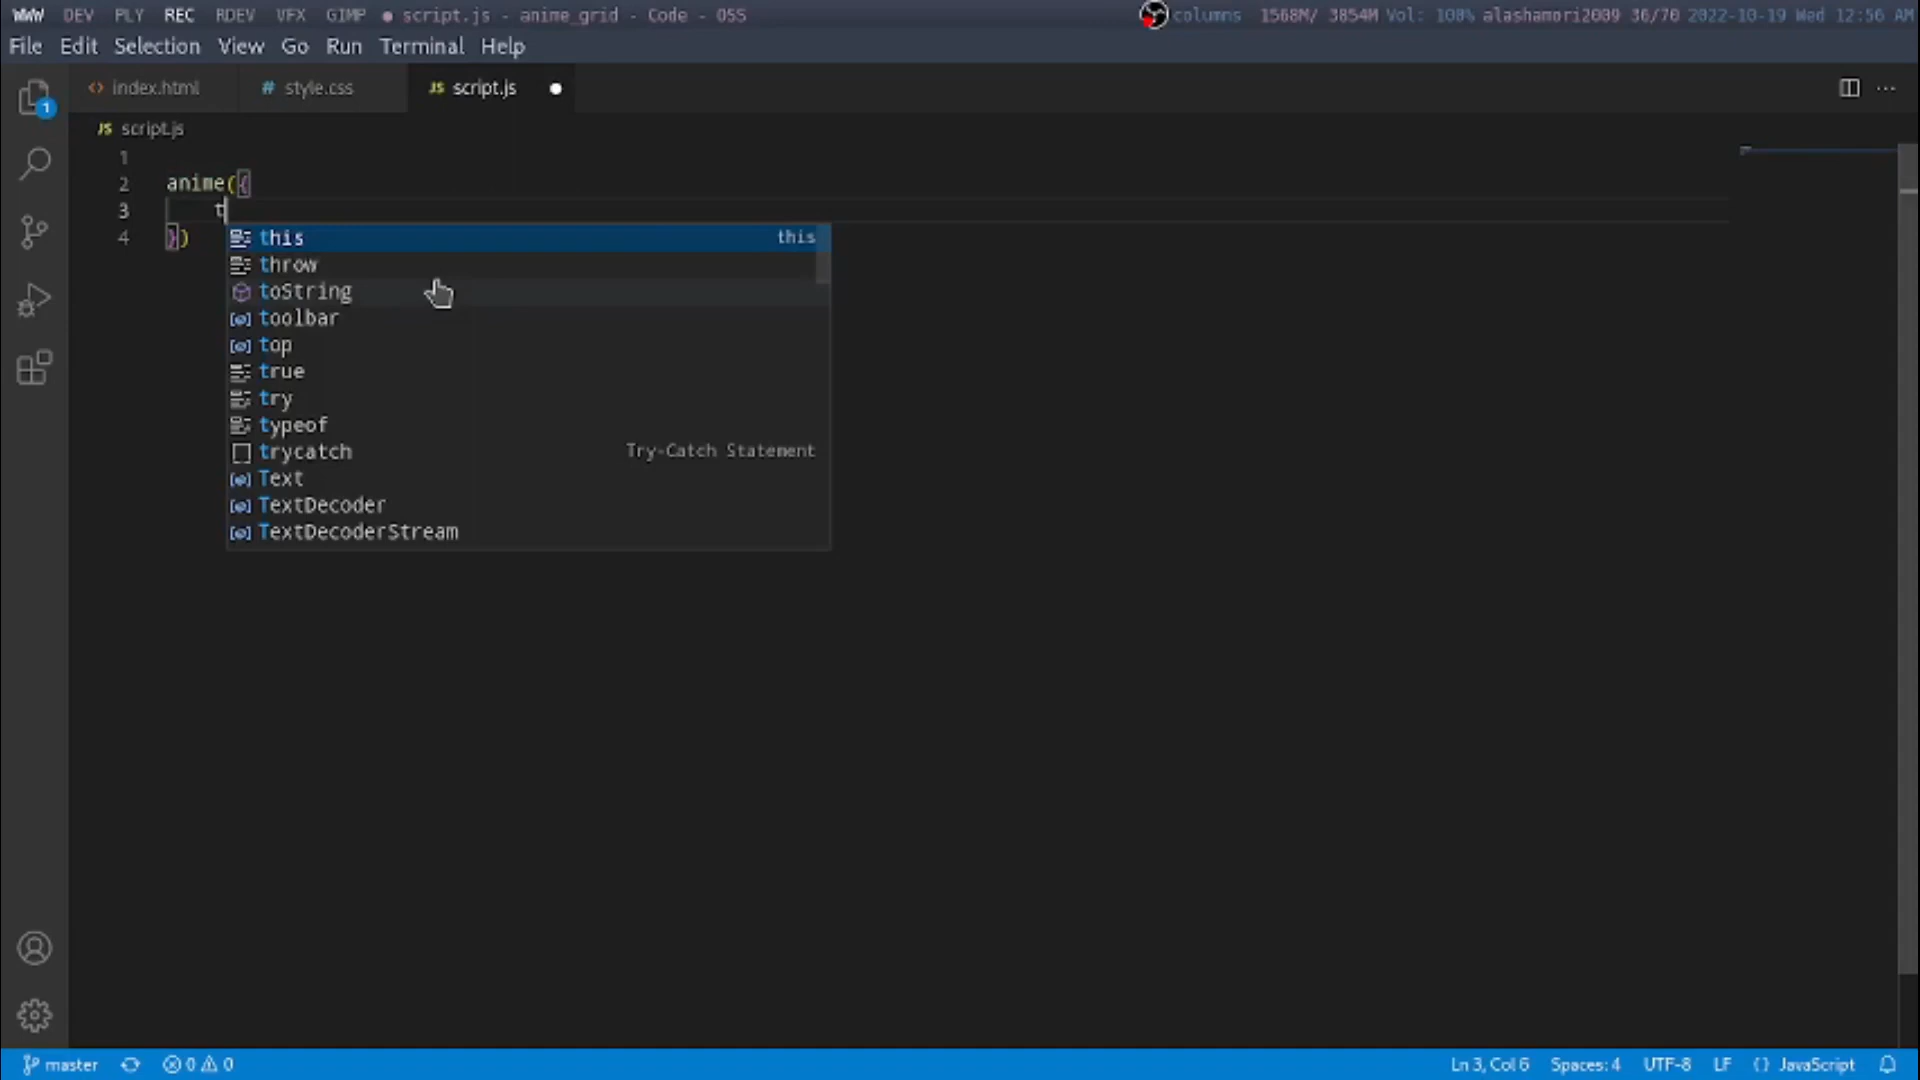 WWW DEV PLY REC RDEV VFX GIMP ● script.js - anime_grid - Code - OSS columns 1568M/ 3854M Vol: 100% alashamori2009 36/70 2022-10-19 Wed 12:56 AM
File Edit Selection View Go Run Terminal Help
1
<> index.html # style.css JS script.js ● ...
JS script.js
1
2 anime({
3 t
4 })
this this
throw
toString
toolbar
top
true
try
typeof
trycatch Try-Catch Statement
Text
TextDecoder
TextDecoderStream
master 0 0 Ln 3, Col 6 Spaces: 4 UTF-8 LF {} JavaScript